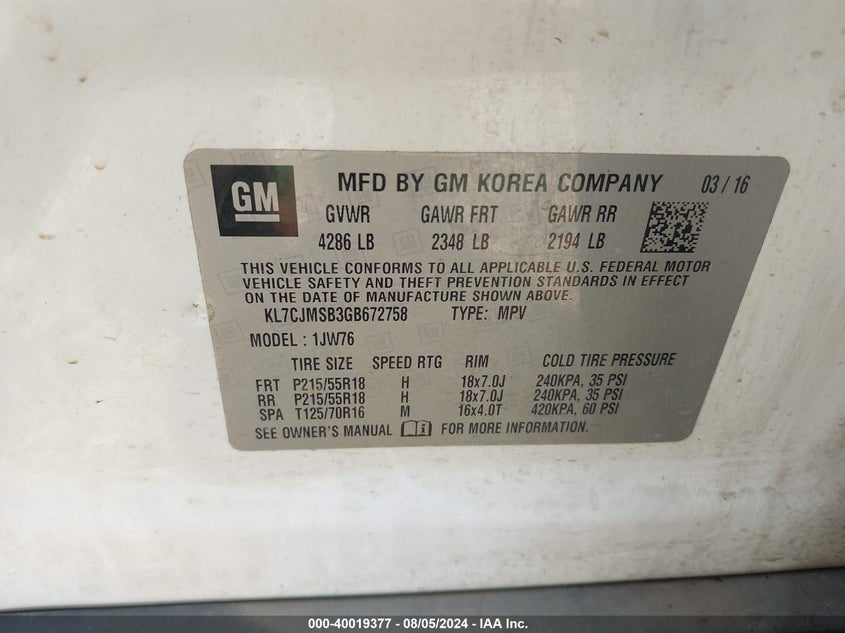 GM MFD BY GM KOREA COMPANY 03 / 16
GVWR GAWR FRT GAWR RR
4286 LB 2348 LB 2194 LB
THIS VEHICLE CONFORMS TO ALL APPLICABLE U.S. FEDERAL MOTOR
VEHICLE SAFETY AND THEFT PREVENTION STANDARDS IN EFFECT
ON THE DATE OF MANUFACTURE SHOWN ABOVE.
KL7CJMSB3GB672758 TYPE: MPV
MODEL : 1JW76
TIRE SIZE SPEED RTG RIM COLD TIRE PRESSURE
FRT P215/55R18 H 18x7.0J 240KPA, 35 PSI
RR P215/55R18 H 18x7.0J 240KPA, 35 PSI
SPA T125/70R16 M 16x4.0T 420KPA, 60 PSI
SEE OWNER'S MANUAL FOR MORE INFORMATION.
000-40019377 - 08/05/2024 - IAA Inc.